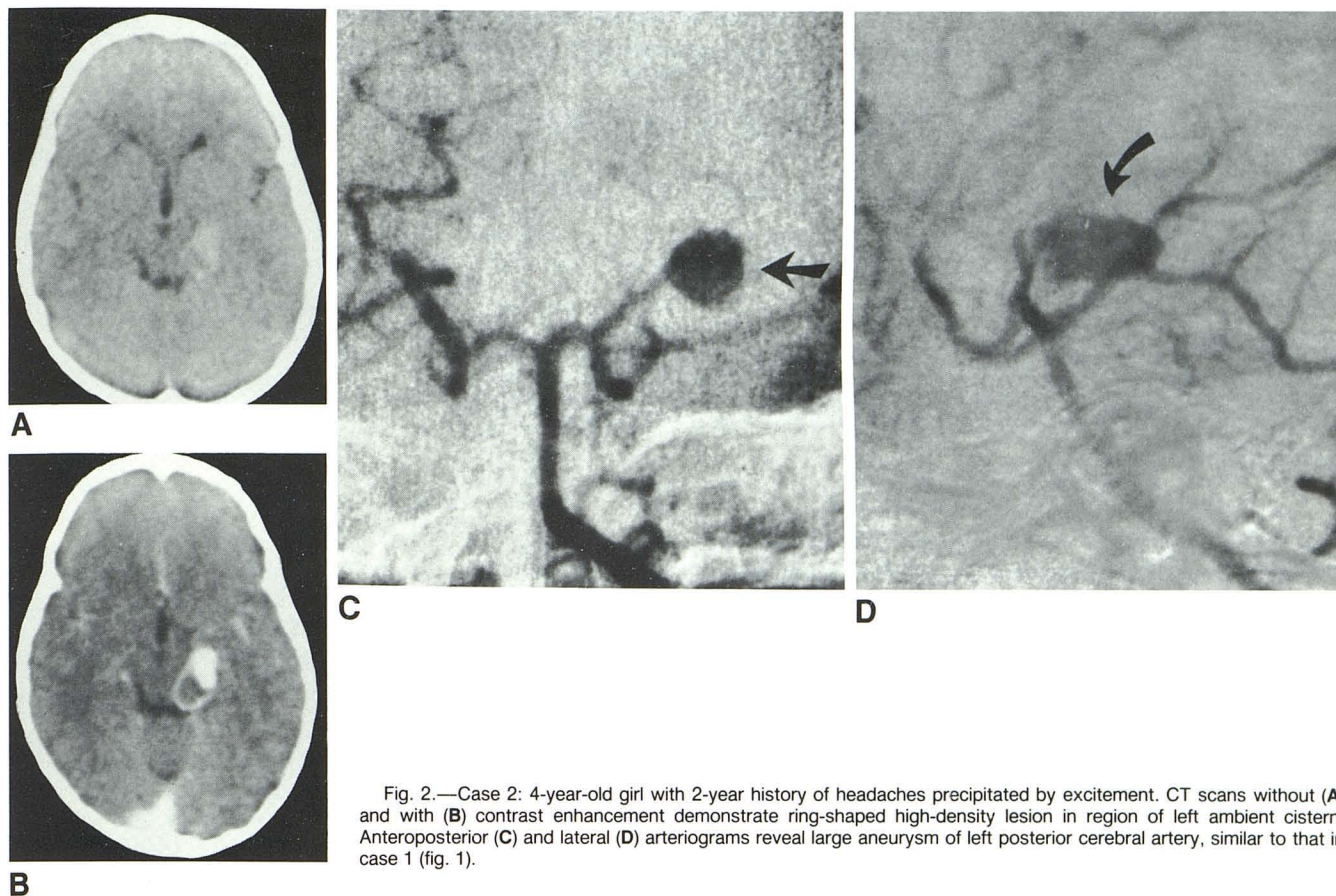 A
B
C
D
Fig. 2.—Case 2: 4-year-old girl with 2-year history of headaches precipitated by excitement. CT scans without (A
and with (B) contrast enhancement demonstrate ring-shaped high-density lesion in region of left ambient cistern
Anteroposterior (C) and lateral (D) arteriograms reveal large aneurysm of left posterior cerebral artery, similar to that i
case 1 (fig. 1).